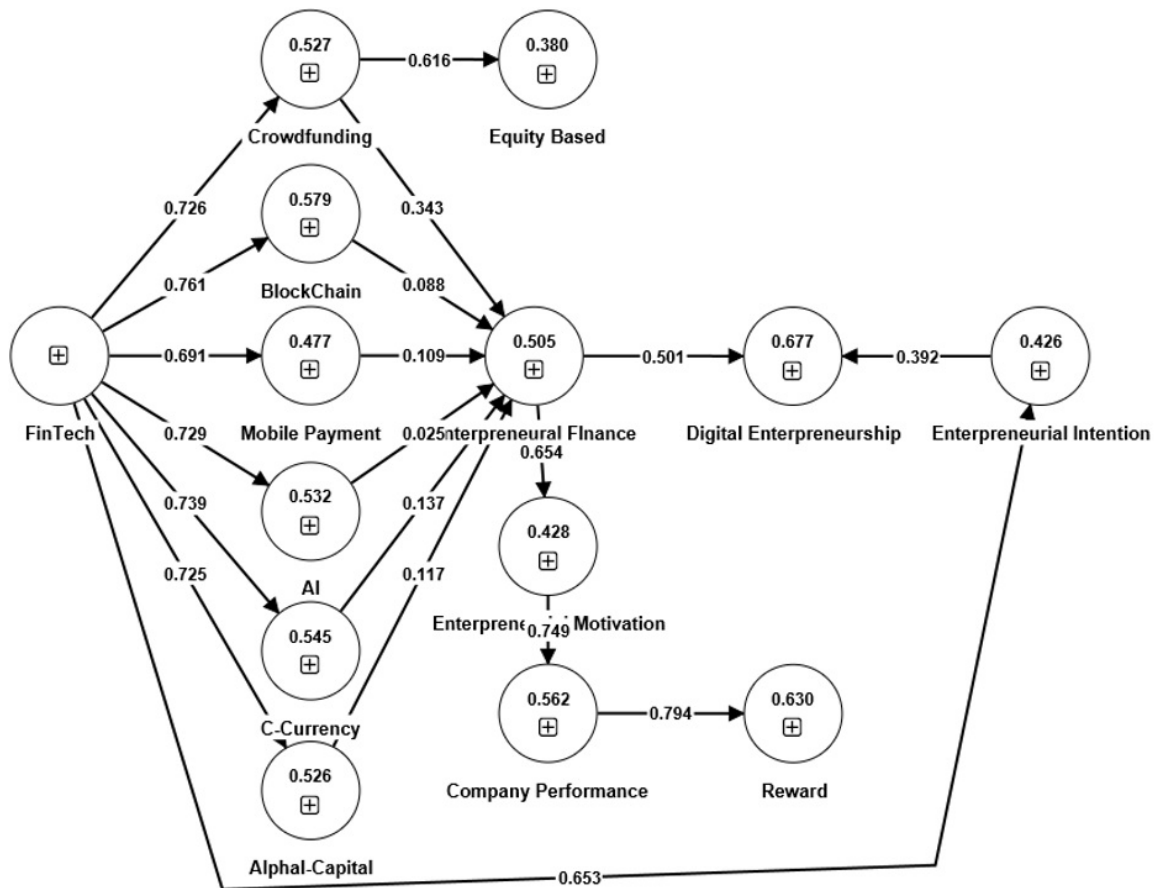 0.527
0.616
0.380
Crowdfunding
Equity Based
0.579
0.726
0.343
BlockChain
0.761
0.088
0.477
0.691
0.109
0.505
0.501
0.677
0.392
0.426
FinTech
Mobile Payment
0.729
0.025
nterpreneural FInance
Digital Enterpreneurship
Enterpreneurial Intention
0.654
0.532
0.739
0.137
0.428
0.725
0.117
AI
0.545
Motivation
0.749
0.562
0.794
0.630
C-Currency
0.526
Company Performance
Reward
Alphal-Capital
0.653